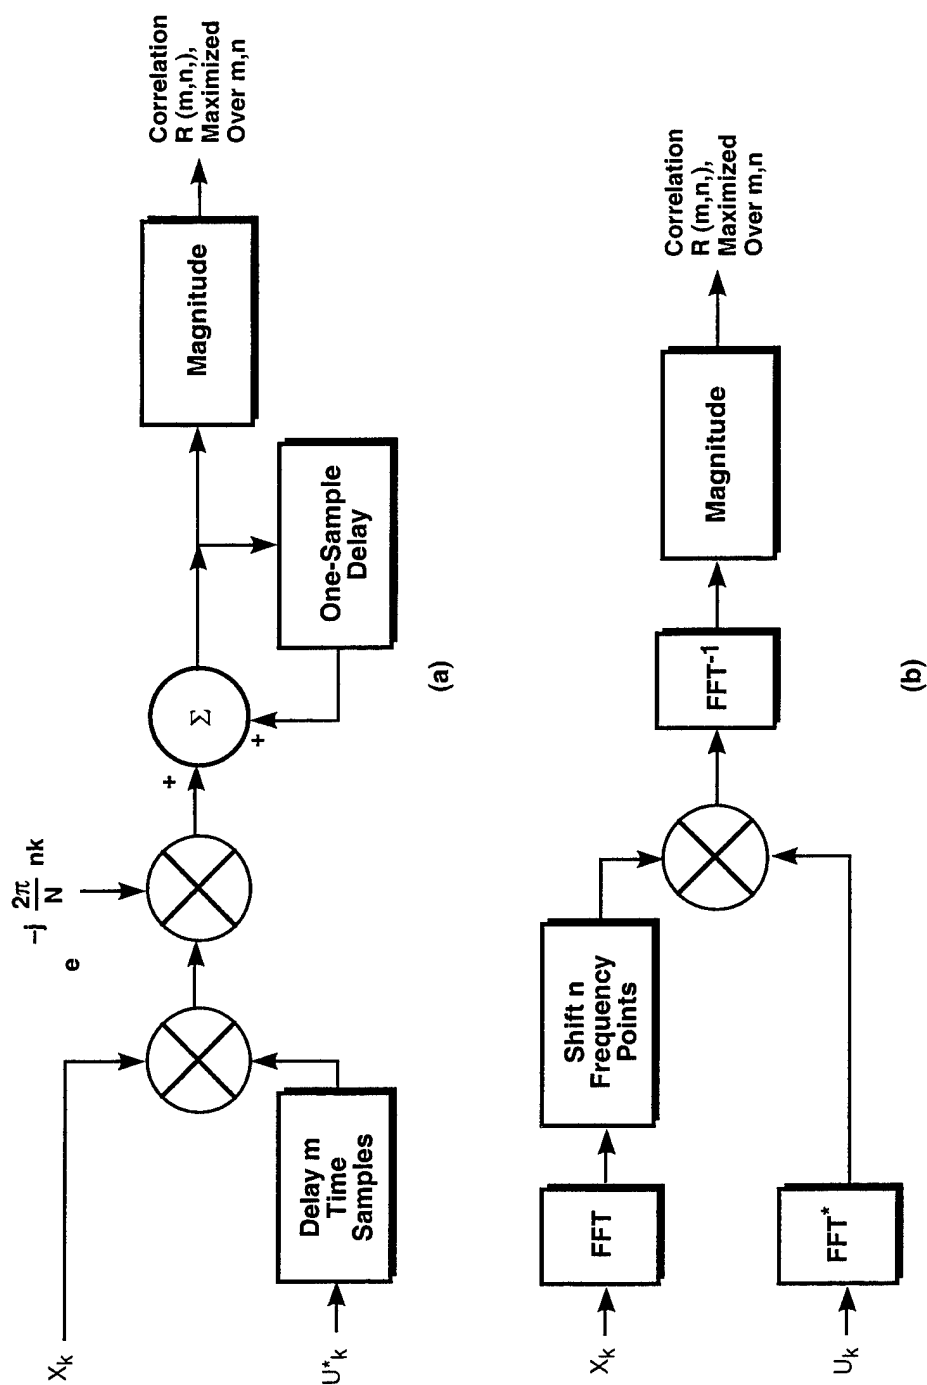 −j 2π/N nk
e
X_k
U*_k
Delay m
Time
Samples
+
Σ
+
One-Sample
Delay
Magnitude
Correlation
R (m,n,),
Maximized
Over m,n
(a)
X_k
FFT
Shift n
Frequency
Points
U_k
FFT*
FFT⁻¹
Magnitude
Correlation
R (m,n,),
Maximized
Over m,n
(b)